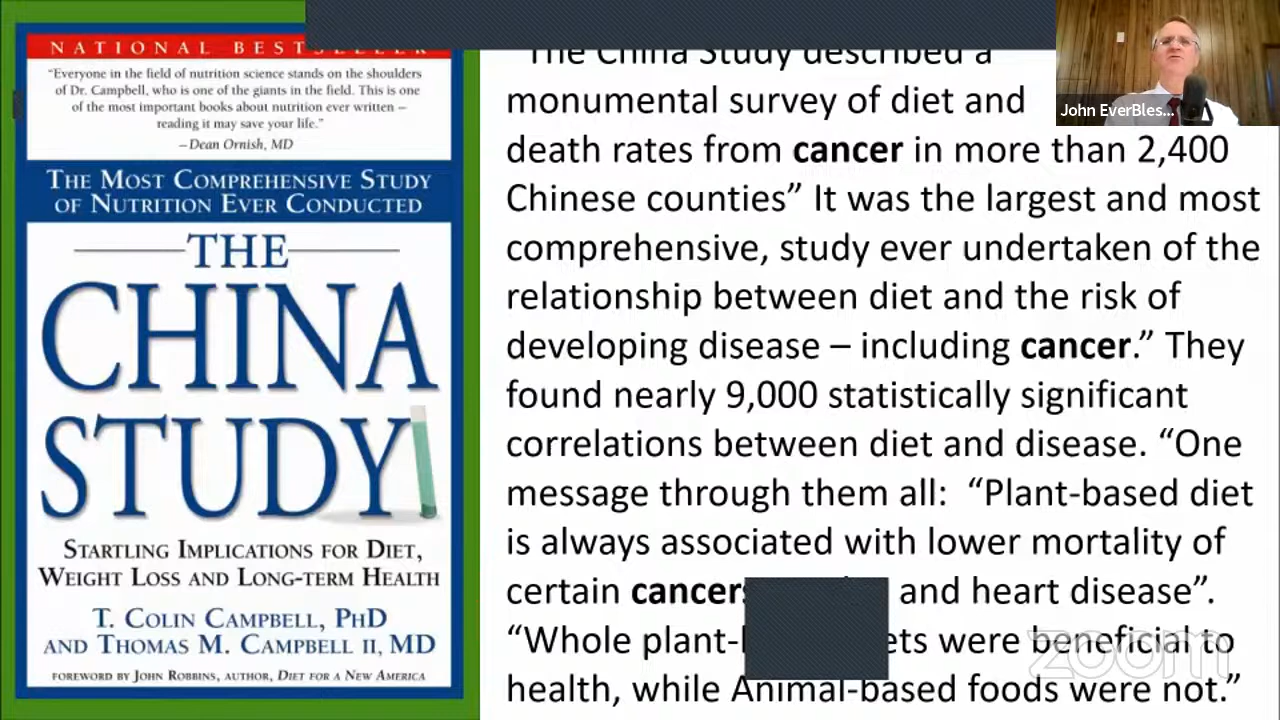 NATIONAL BESTSELLER
“Everyone in the field of nutrition science stands on the shoulders
of Dr. Campbell, who is one of the giants in the field. This is
one of the most important books about nutrition ever written –
reading it may save your life.”
– Dean Ornish, MD
The Most Comprehensive Study
of Nutrition Ever Conducted
THE
CHINA
STUDY
Startling Implications for Diet,
Weight Loss and Long-term Health
T. Colin Campbell, PhD
and Thomas M. Campbell II, MD
Foreword by John Robbins, author, Diet for a New America
The China Study described a
monumental survey of diet and
death rates from cancer in more than 2,400
Chinese counties” It was the largest and most
comprehensive, study ever undertaken of the
relationship between diet and the risk of
developing disease – including cancer.” They
found nearly 9,000 statistically significant
correlations between diet and disease. “One
message through them all:  “Plant-based diet
is always associated with lower mortality of
certain cancers and heart disease”.
“Whole were beneficial to
health, while Animal-based foods were not.”
John EverBles...
zoom